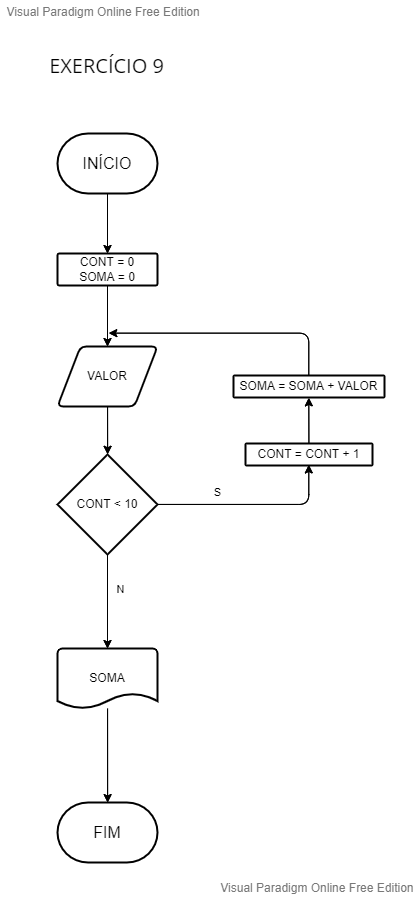 Visual Paradigm Online Free Edition
EXERCÍCIO 9
INÍCIO
CONT = 0
SOMA = 0
VALOR
SOMA = SOMA + VALOR
CONT = CONT + 1
CONT < 10
S
N
SOMA
FIM
Visual Paradigm Online Free Edition